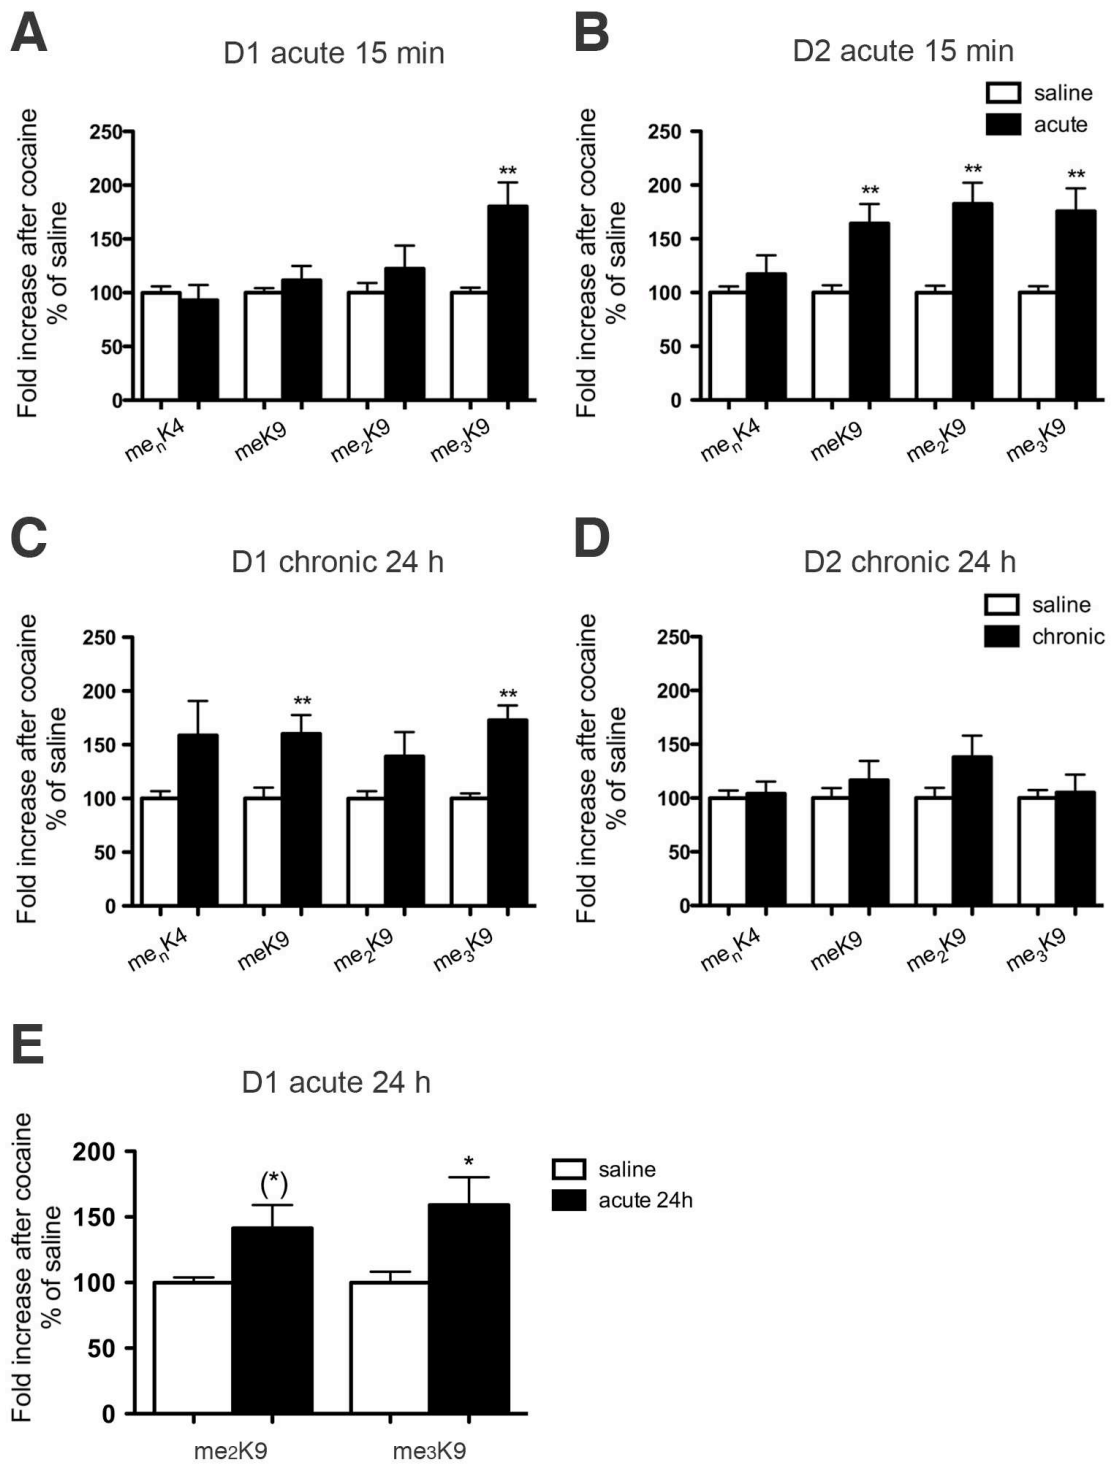 A
D1 acute 15 min
Fold increase after cocaine
% of saline
250
200
150
100
50
0
**
menK4
meK9
me2K9
me3K9
B
D2 acute 15 min
saline
acute
Fold increase after cocaine
% of saline
250
200
150
100
50
0
**
**
**
menK4
meK9
me2K9
me3K9
C
D1 chronic 24 h
Fold increase after cocaine
% of saline
250
200
150
100
50
0
**
**
menK4
meK9
me2K9
me3K9
D
D2 chronic 24 h
saline
chronic
Fold increase after cocaine
% of saline
250
200
150
100
50
0
menK4
meK9
me2K9
me3K9
E
D1 acute 24 h
Fold increase after cocaine
% of saline
200
150
100
50
0
(*)
*
saline
acute 24h
me2K9
me3K9